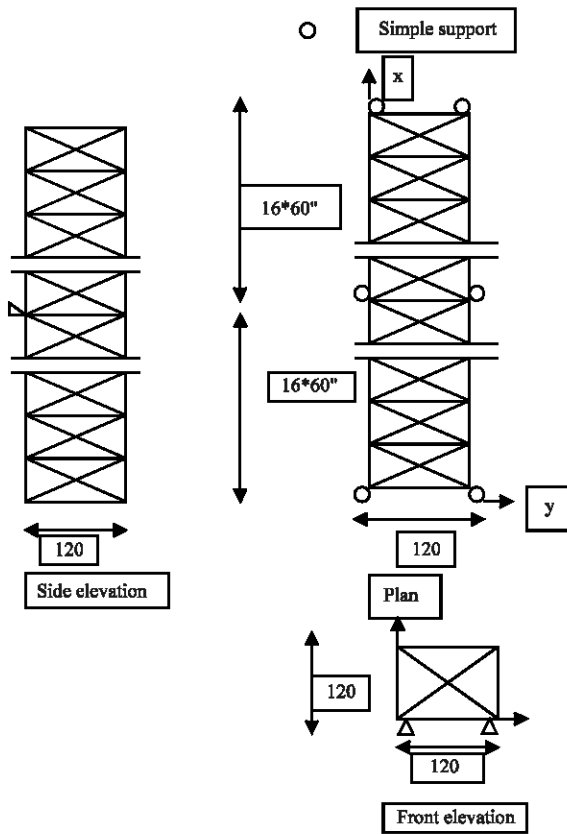 Simple support
x
16*60"
16*60"
y
120
120
Side elevation
Plan
120
120
Front elevation